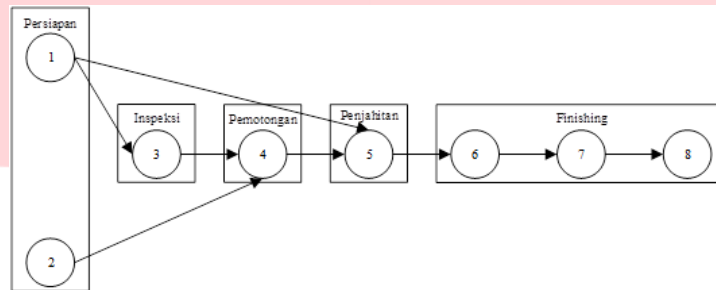 Persiapan
1
Inspeksi
Pemotongan
Penjahitan
Finishing
3
4
5
6
7
8
2